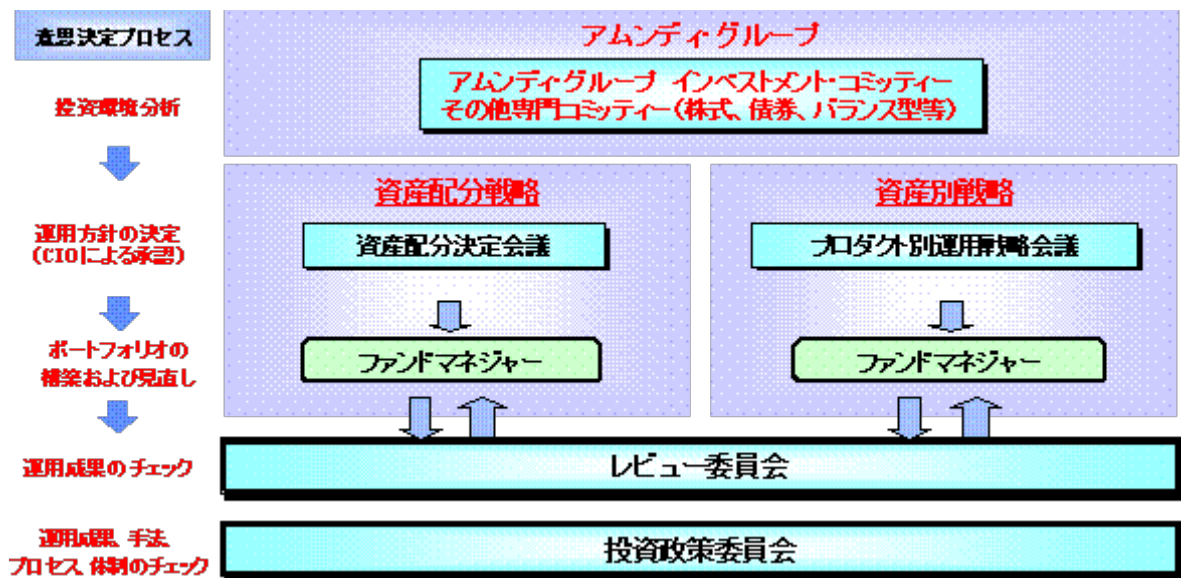 意思決定プロセス
アムンディ・グループ
アムンディ・グループ インベストメント・コミッティー
その他専門コミッティー（株式、債券、バランス型等）
投資環境分析
資産配分戦略
資産別戦略
運用方針の決定
（CIOによる承認）
資産配分決定会議
プロダクト別運用戦略会議
ポートフォリオの
構築および見直し
ファンドマネジャー
ファンドマネジャー
運用成果のチェック
レビュー委員会
運用成果、手法、
プロセス、体制のチェック
投資政策委員会